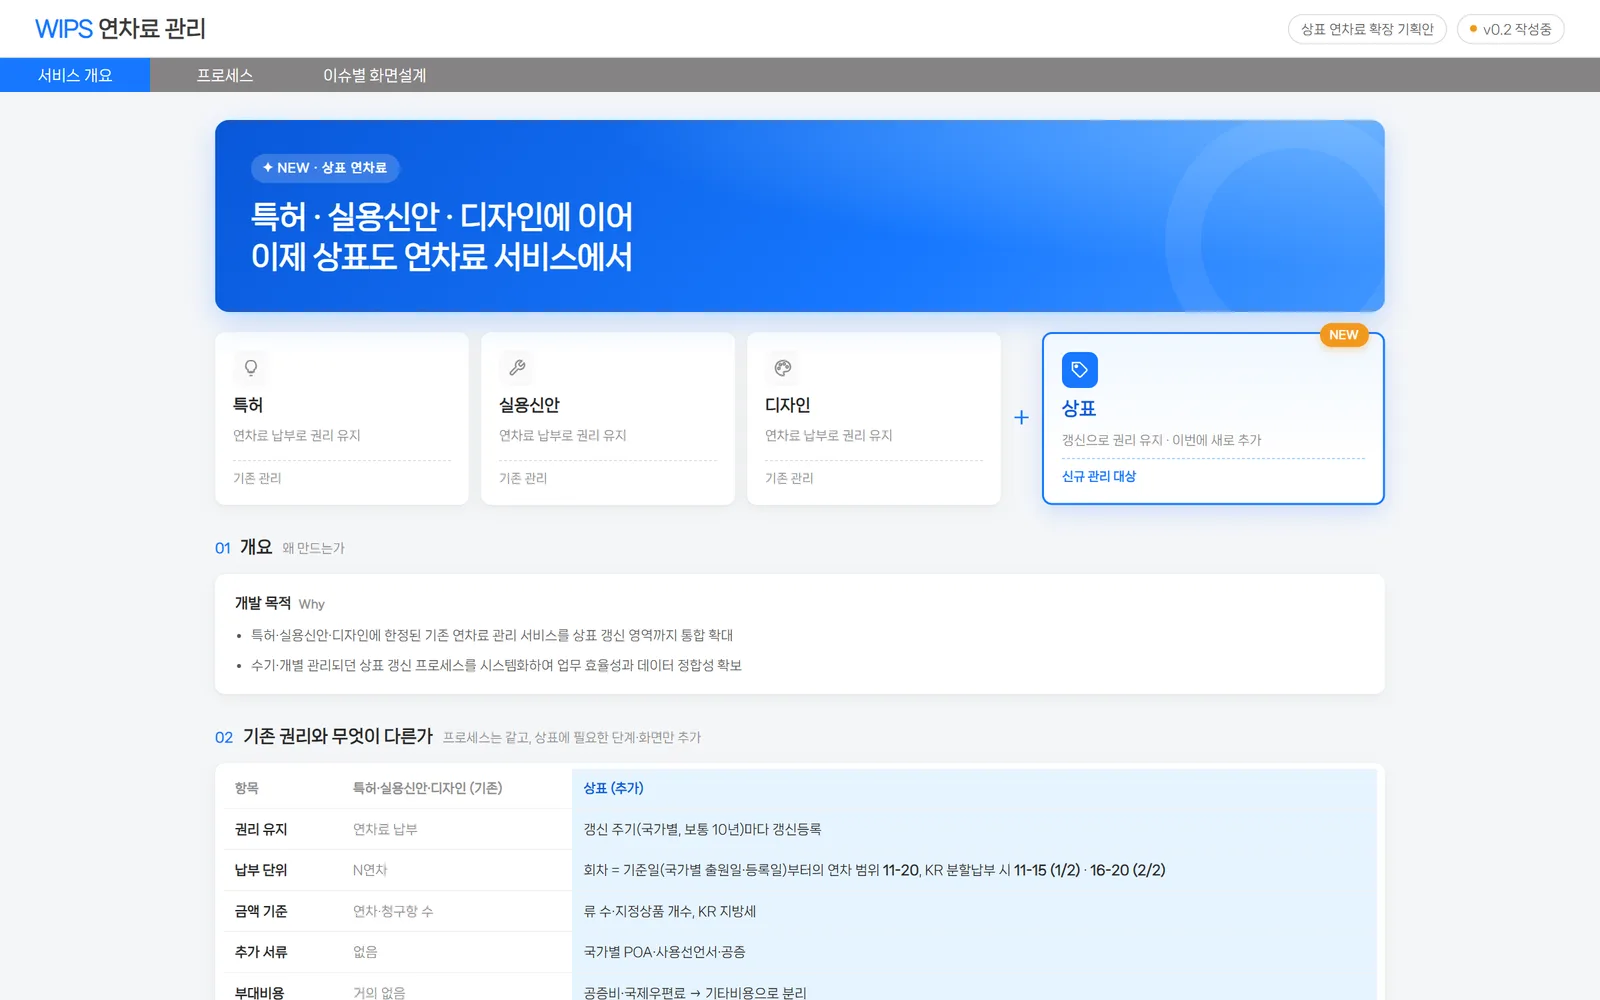 WIPS 연차료 관리
상표 연차료 확장 기획안
v0.2 작성중
서비스 개요
프로세스
이슈별 화면설계
✦ NEW · 상표 연차료
특허 · 실용신안 · 디자인에 이어
이제 상표도 연차료 서비스에서
특허
연차료 납부로 권리 유지
기존 관리
실용신안
연차료 납부로 권리 유지
기존 관리
디자인
연차료 납부로 권리 유지
기존 관리
+
NEW
상표
갱신으로 권리 유지 · 이번에 새로 추가
신규 관리 대상
01 개요 왜 만드는가
개발 목적 Why
• 특허·실용신안·디자인에 한정된 기존 연차료 관리 서비스를 상표 갱신 영역까지 통합 확대
• 수기·개별 관리되던 상표 갱신 프로세스를 시스템화하여 업무 효율성과 데이터 정합성 확보
02 기존 권리와 무엇이 다른가 프로세스는 같고, 상표에 필요한 단계·화면만 추가
항목 특허·실용신안·디자인 (기존) 상표 (추가)
권리 유지 연차료 납부 갱신 주기(국가별, 보통 10년)마다 갱신등록
납부 단위 N연차 회차 = 기준일(국가별 출원일·등록일)부터의 연차 범위 11-20, KR 분할납부 시 11-15 (1/2) · 16-20 (2/2)
금액 기준 연차·청구항 수 류 수·지정상품 개수, KR 지방세
추가 서류 없음 국가별 POA·사용선언서·공증
부대비용 거의 없음 공증비·국제우편료 → 기타비용으로 분리